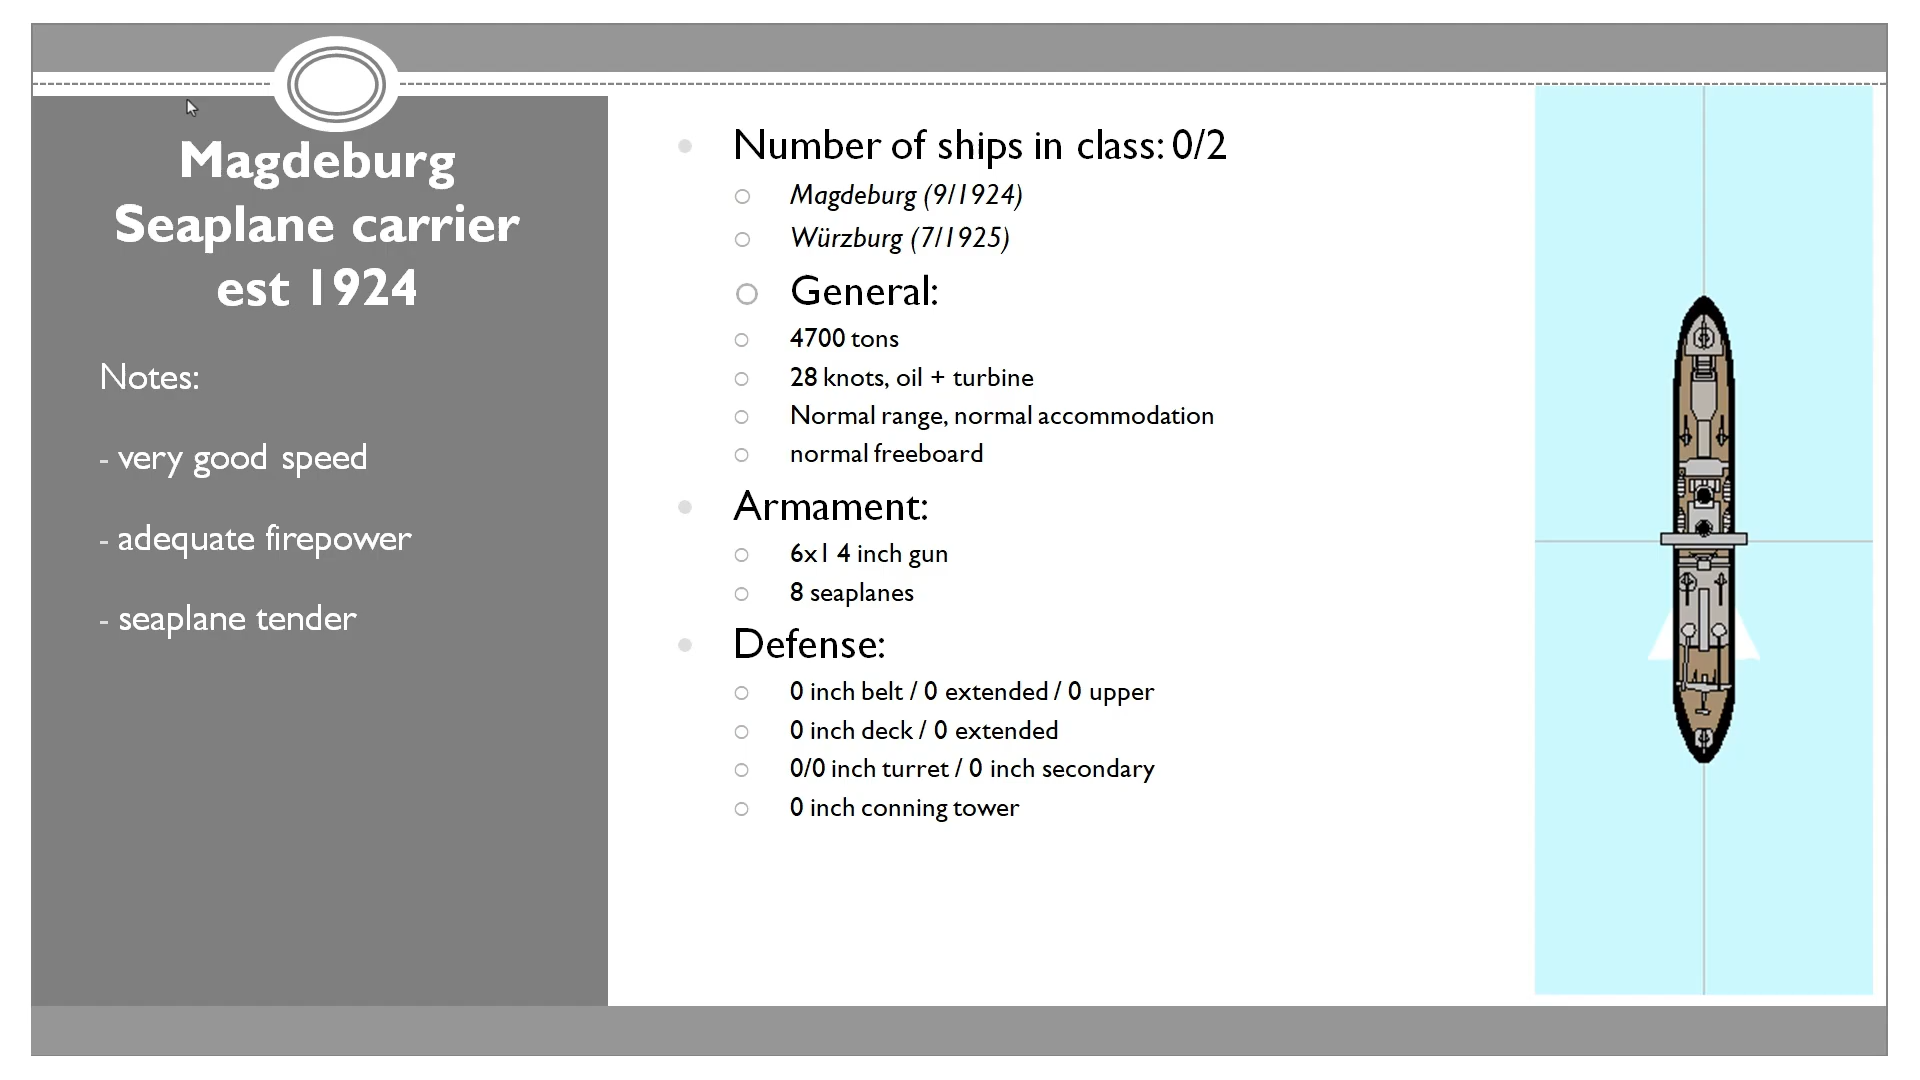 Magdeburg
Seaplane carrier
est 1924
Notes:
- very good speed
- adequate firepower
- seaplane tender
Number of ships in class: 0/2
Magdeburg (9/1924)
Würzburg (7/1925)
General:
4700 tons
28 knots, oil + turbine
Normal range, normal accommodation
normal freeboard
Armament:
6x1 4 inch gun
8 seaplanes
Defense:
0 inch belt / 0 extended / 0 upper
0 inch deck / 0 extended
0/0 inch turret / 0 inch secondary
0 inch conning tower